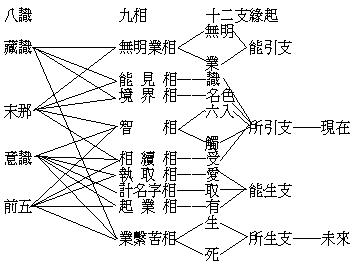 八識 九相 十二支緣起
無明
藏識 無明業相 能引支
業
能見相 識
境界相 名色
末那 六入
智相 所引支 現在
觸
意識 相續相 受
執取相 愛
計名字相 取 能生支
前五 起業相 有
生
業繫苦相 所生支 未來
死